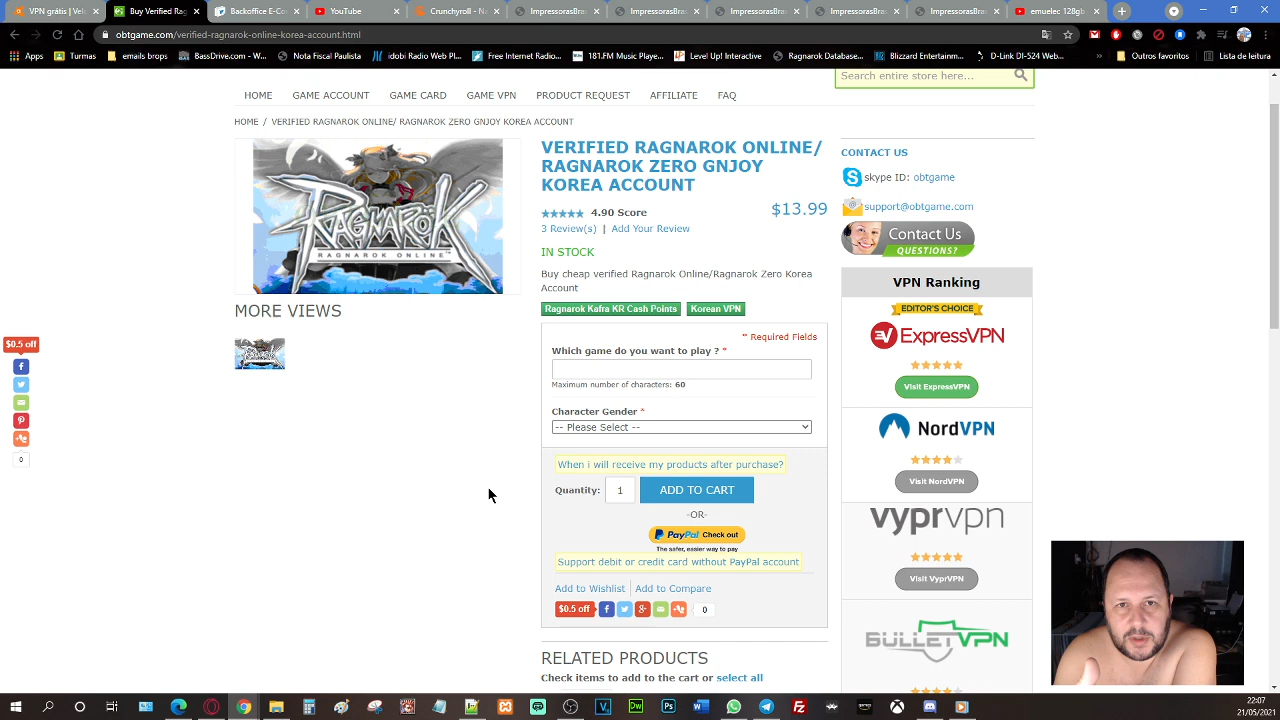 VPN grátis | Vel
Buy Verified Rag
Backoffice E-Co
YouTube
Crunchyroll – No
ImpressorasBras
ImpressorasBras
ImpressorasBras
ImpressorasBras
obtgame.com/verified-ragnarok-online-korea-account.html
Apps
Turmas
emails brops
BassDrive.com - W...
Nota Fiscal Paulista
idobi Radio Web Pl...
Free Internet Radio...
181.FM Music Playe...
Level Up! Interactive
Ragnarok Database...
Blizzard Entertainm...
D-Link DI-524 Web...
»
Outros favoritos
Lista de leitura
Search entire store here...
HOME
GAME ACCOUNT
GAME CARD
GAME VPN
PRODUCT REQUEST
AFFILIATE
FAQ
HOME / VERIFIED RAGNAROK ONLINE/ RAGNAROK ZERO GNJOY KOREA ACCOUNT
RAGNAROK
RAGNAROK ONLINE
MORE VIEWS
$0.5 off
0
VERIFIED RAGNAROK ONLINE/
RAGNAROK ZERO GNJOY
KOREA ACCOUNT
4.90 Score
$13.99
3 Review(s) | Add Your Review
IN STOCK
Buy cheap verified Ragnarok Online/Ragnarok Zero Korea
Account
Ragnarok Kafra KR Cash Points
Korean VPN
* Required Fields
Which game do you want to play ? *
Maximum number of characters: 60
Character Gender *
-- Please Select --
When i will receive my products after purchase?
Quantity: 1 ADD TO CART
-OR-
PayPal Check out
The safer, easier way to pay
Support debit or credit card without PayPal account
Add to Wishlist | Add to Compare
$0.5 off
0
RELATED PRODUCTS
Check items to add to the cart or select all
CONTACT US
skype ID: obtgame
support@obtgame.com
Contact Us
QUESTIONS?
VPN Ranking
EDITOR'S CHOICE
ExpressVPN
Visit ExpressVPN
NordVPN
Visit NordVPN
vyprvpn
Visit VyprVPN
BULLETVPN
22:07
21/05/2021